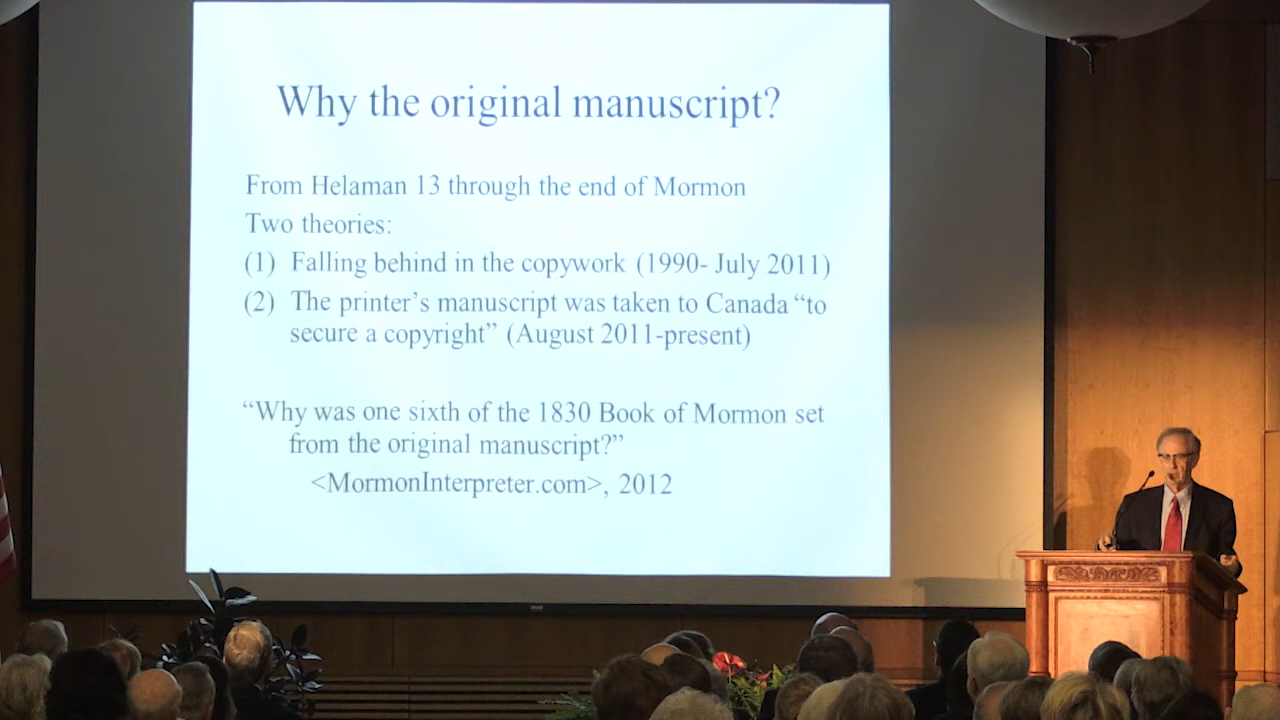 Why the original manuscript?
From Helaman 13 through the end of Mormon
Two theories:
(1) Falling behind in the copywork (1990- July 2011)
(2) The printer’s manuscript was taken to Canada “to
secure a copyright” (August 2011-present)
“Why was one sixth of the 1830 Book of Mormon set
from the original manuscript?”
<MormonInterpreter.com>, 2012